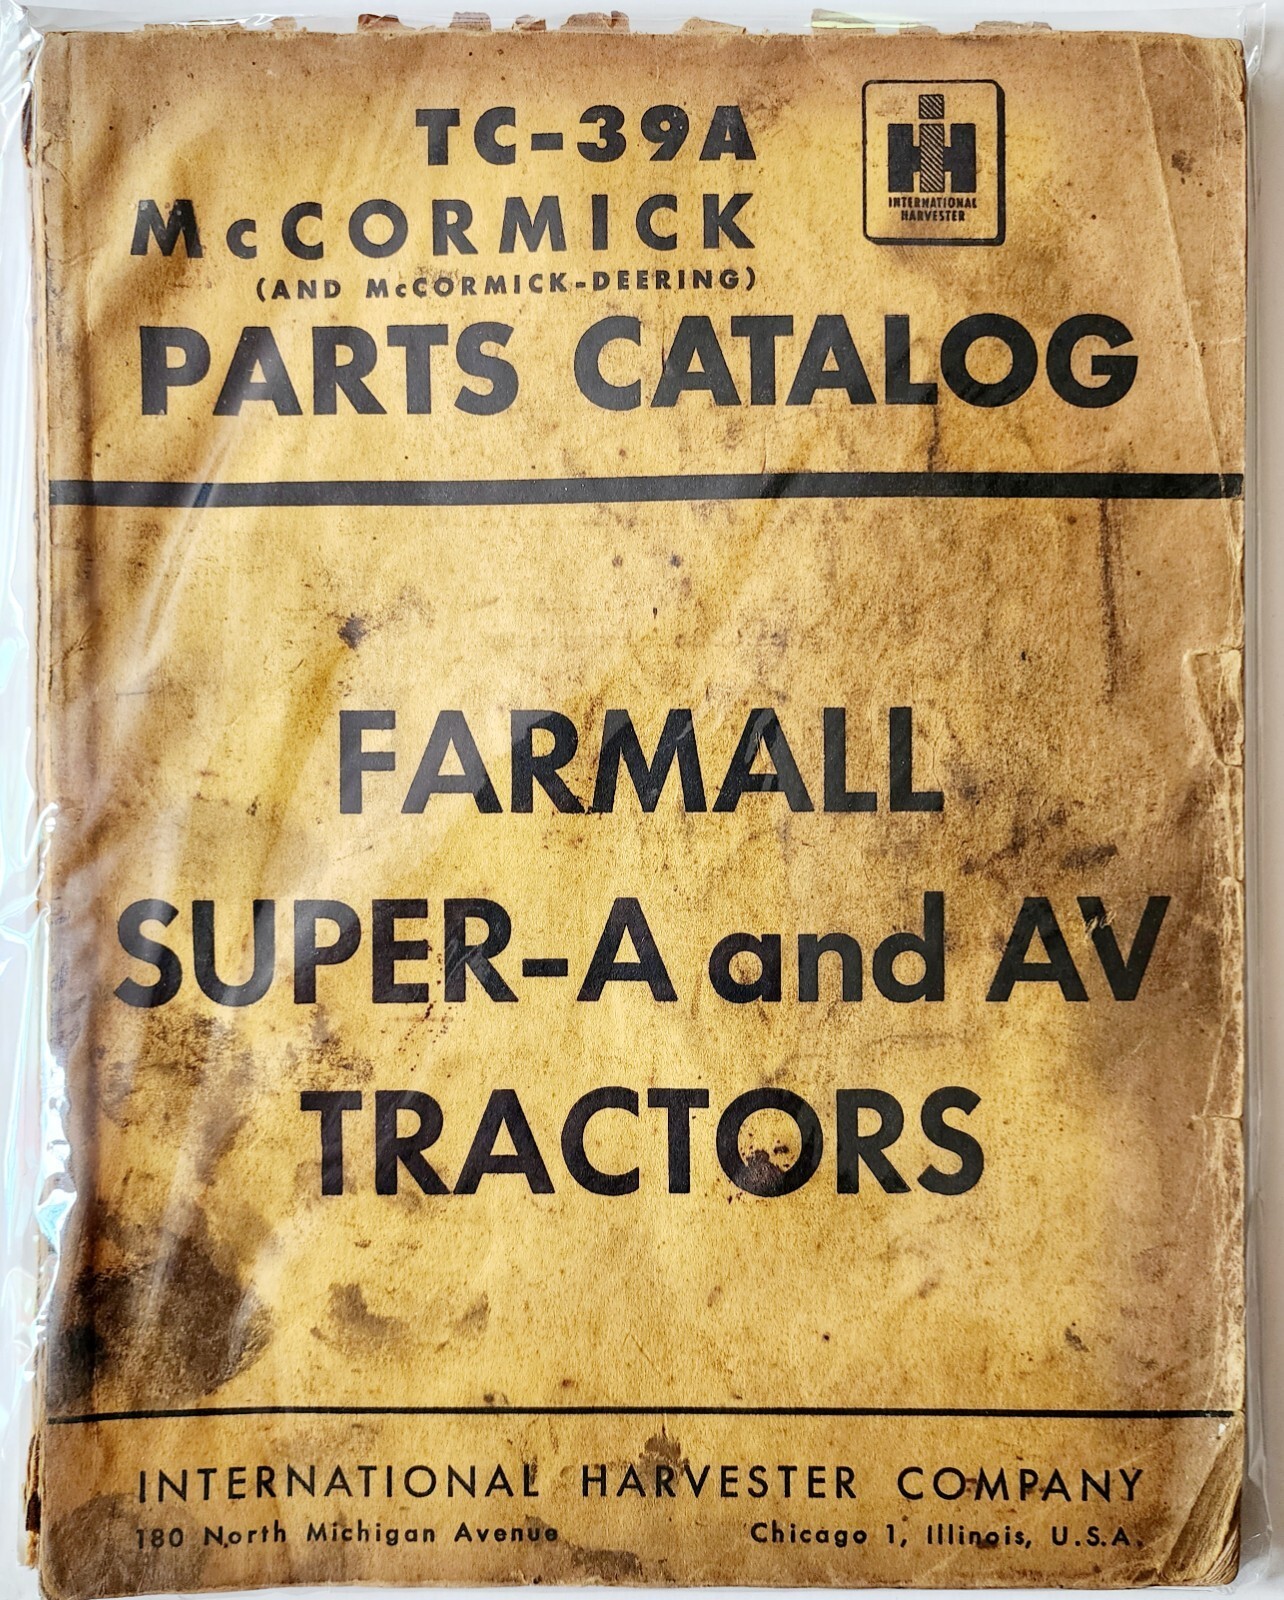 TC-39A
McCORMICK
(AND McCORMICK-DEERING)
PARTS CATALOG
IH
INTERNATIONAL
HARVESTER
FARMALL
SUPER-A and AV
TRACTORS
INTERNATIONAL HARVESTER COMPANY
180 North Michigan Avenue Chicago 1, Illinois, U.S.A.